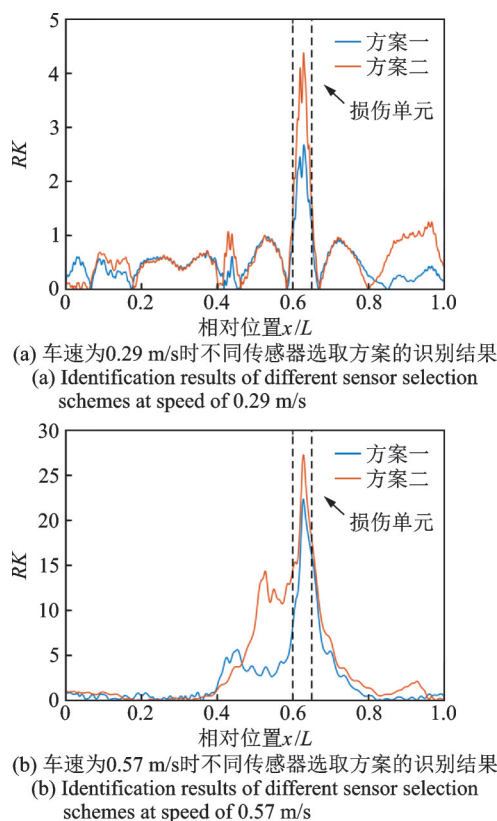 5
4
3
2
1
0
RK
方案一
方案二
损伤单元
0 0.2 0.4 0.6 0.8 1.0
相对位置x/L
(a) 车速为0.29 m/s时不同传感器选取方案的识别结果
(a) Identification results of different sensor selection
schemes at speed of 0.29 m/s
30
25
20
15
10
5
0
RK
方案一
方案二
损伤单元
0 0.2 0.4 0.6 0.8 1.0
相对位置x/L
(b) 车速为0.57 m/s时不同传感器选取方案的识别结果
(b) Identification results of different sensor selection
schemes at speed of 0.57 m/s